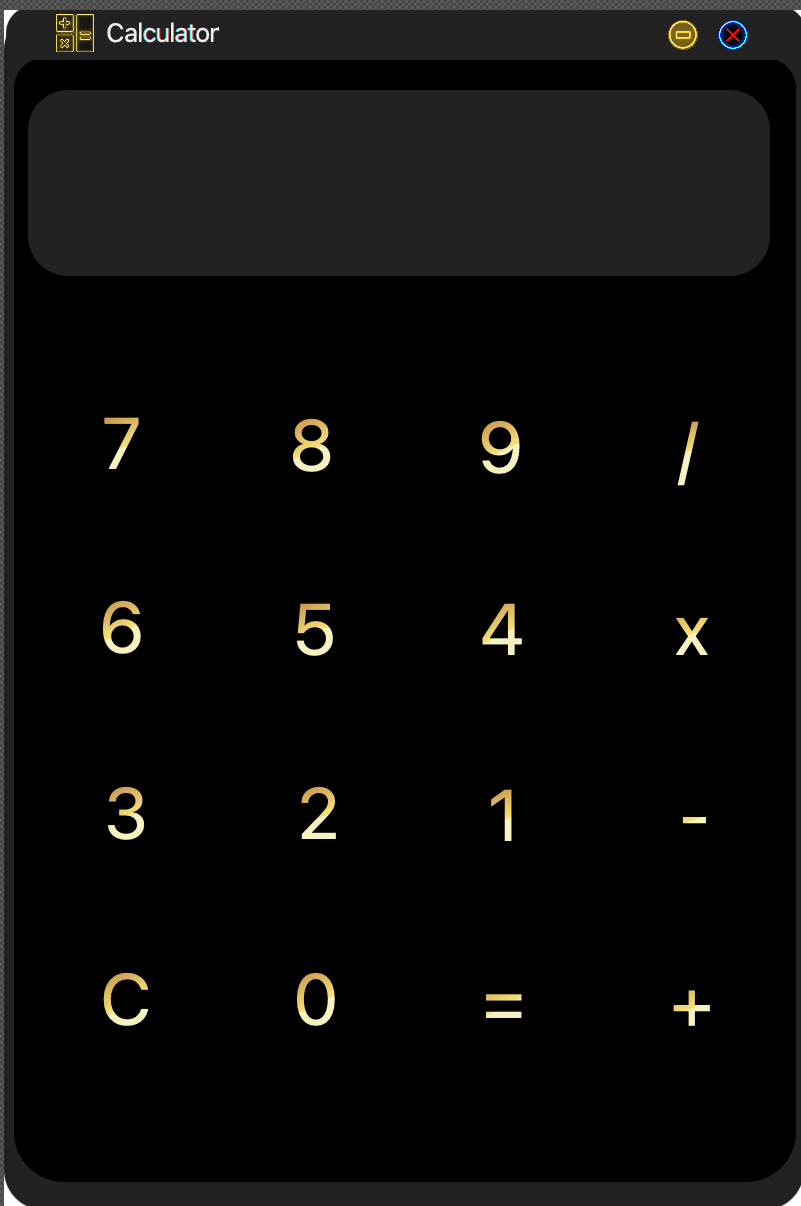 Calculator
7 8 9 /
6 5 4 x
3 2 1 -
C 0 = +